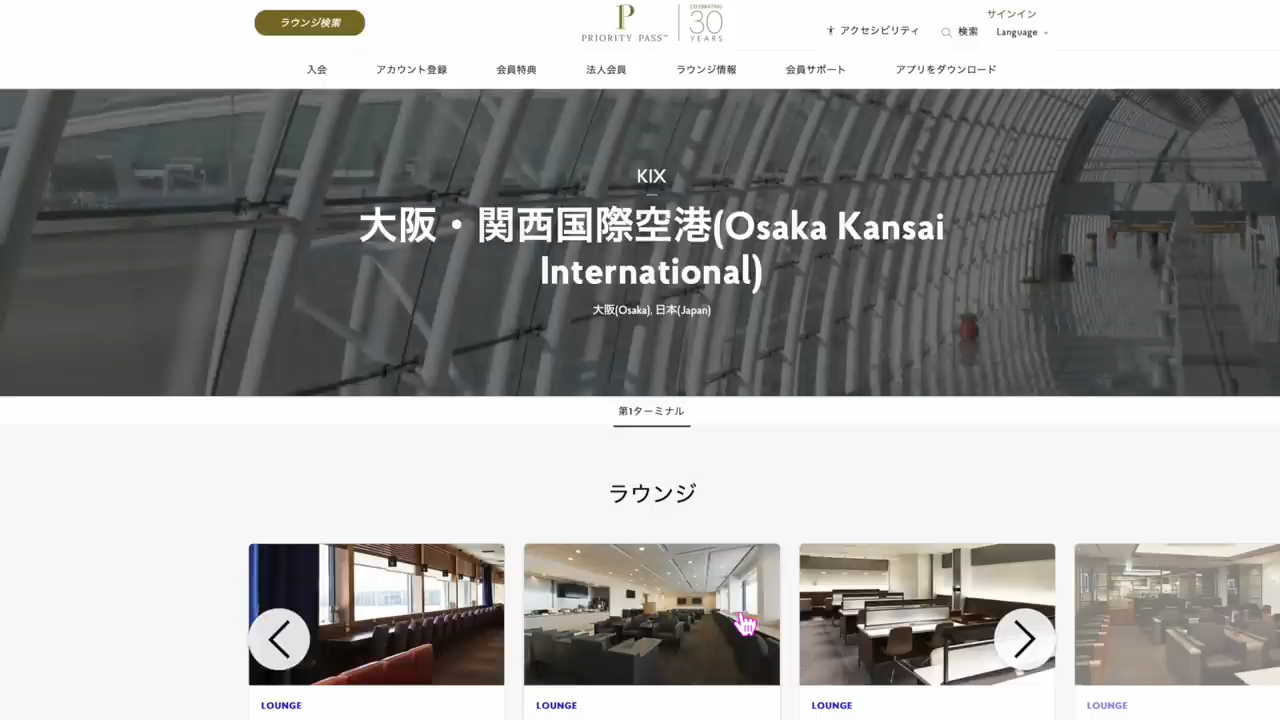 ラウンジ検索
PRIORITY PASS™
CELEBRATING
30
YEARS
サインイン
アクセシビリティ
検索
Language
入会
アカウント登録
会員特典
法人会員
ラウンジ情報
会員サポート
アプリをダウンロード
KIX
大阪・関西国際空港(Osaka Kansai
International)
大阪(Osaka), 日本(Japan)
第1ターミナル
ラウンジ
LOUNGE
LOUNGE
LOUNGE
LOUNGE